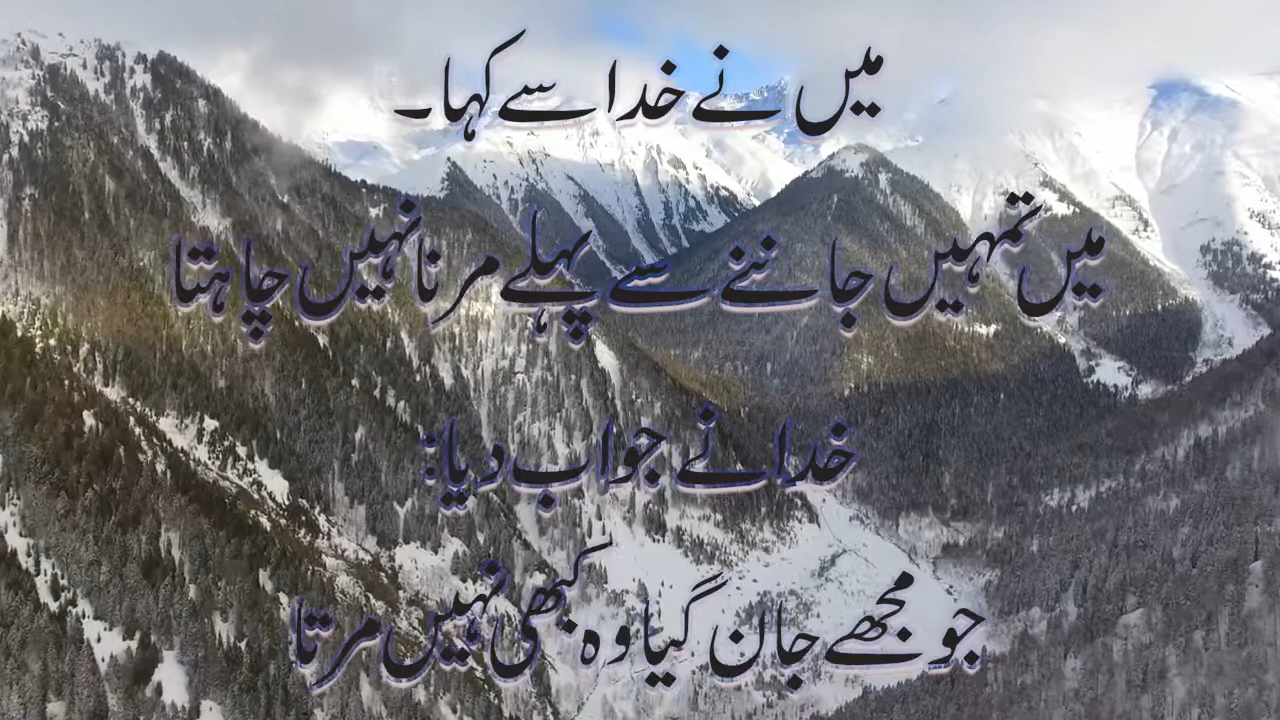 میں نے خدا سے کہا۔
میں تمہیں جاننے سے پہلے مرنا نہیں چاہتا
خدا نے جواب دیا:
جو مجھے جان گیا وہ کبھی نہیں مرتا